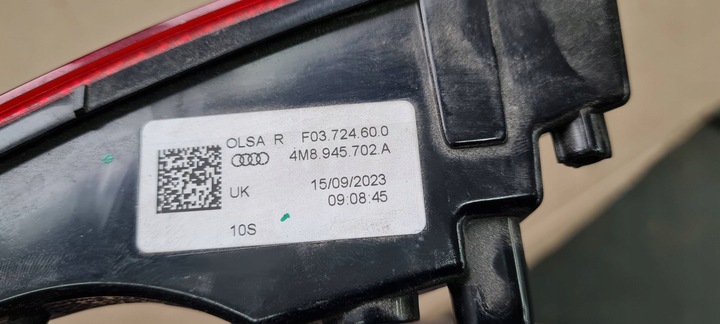 OLSA R F03.724.60.0
4M8.945.702.A
UK 15/09/2023
09:08:45
10S